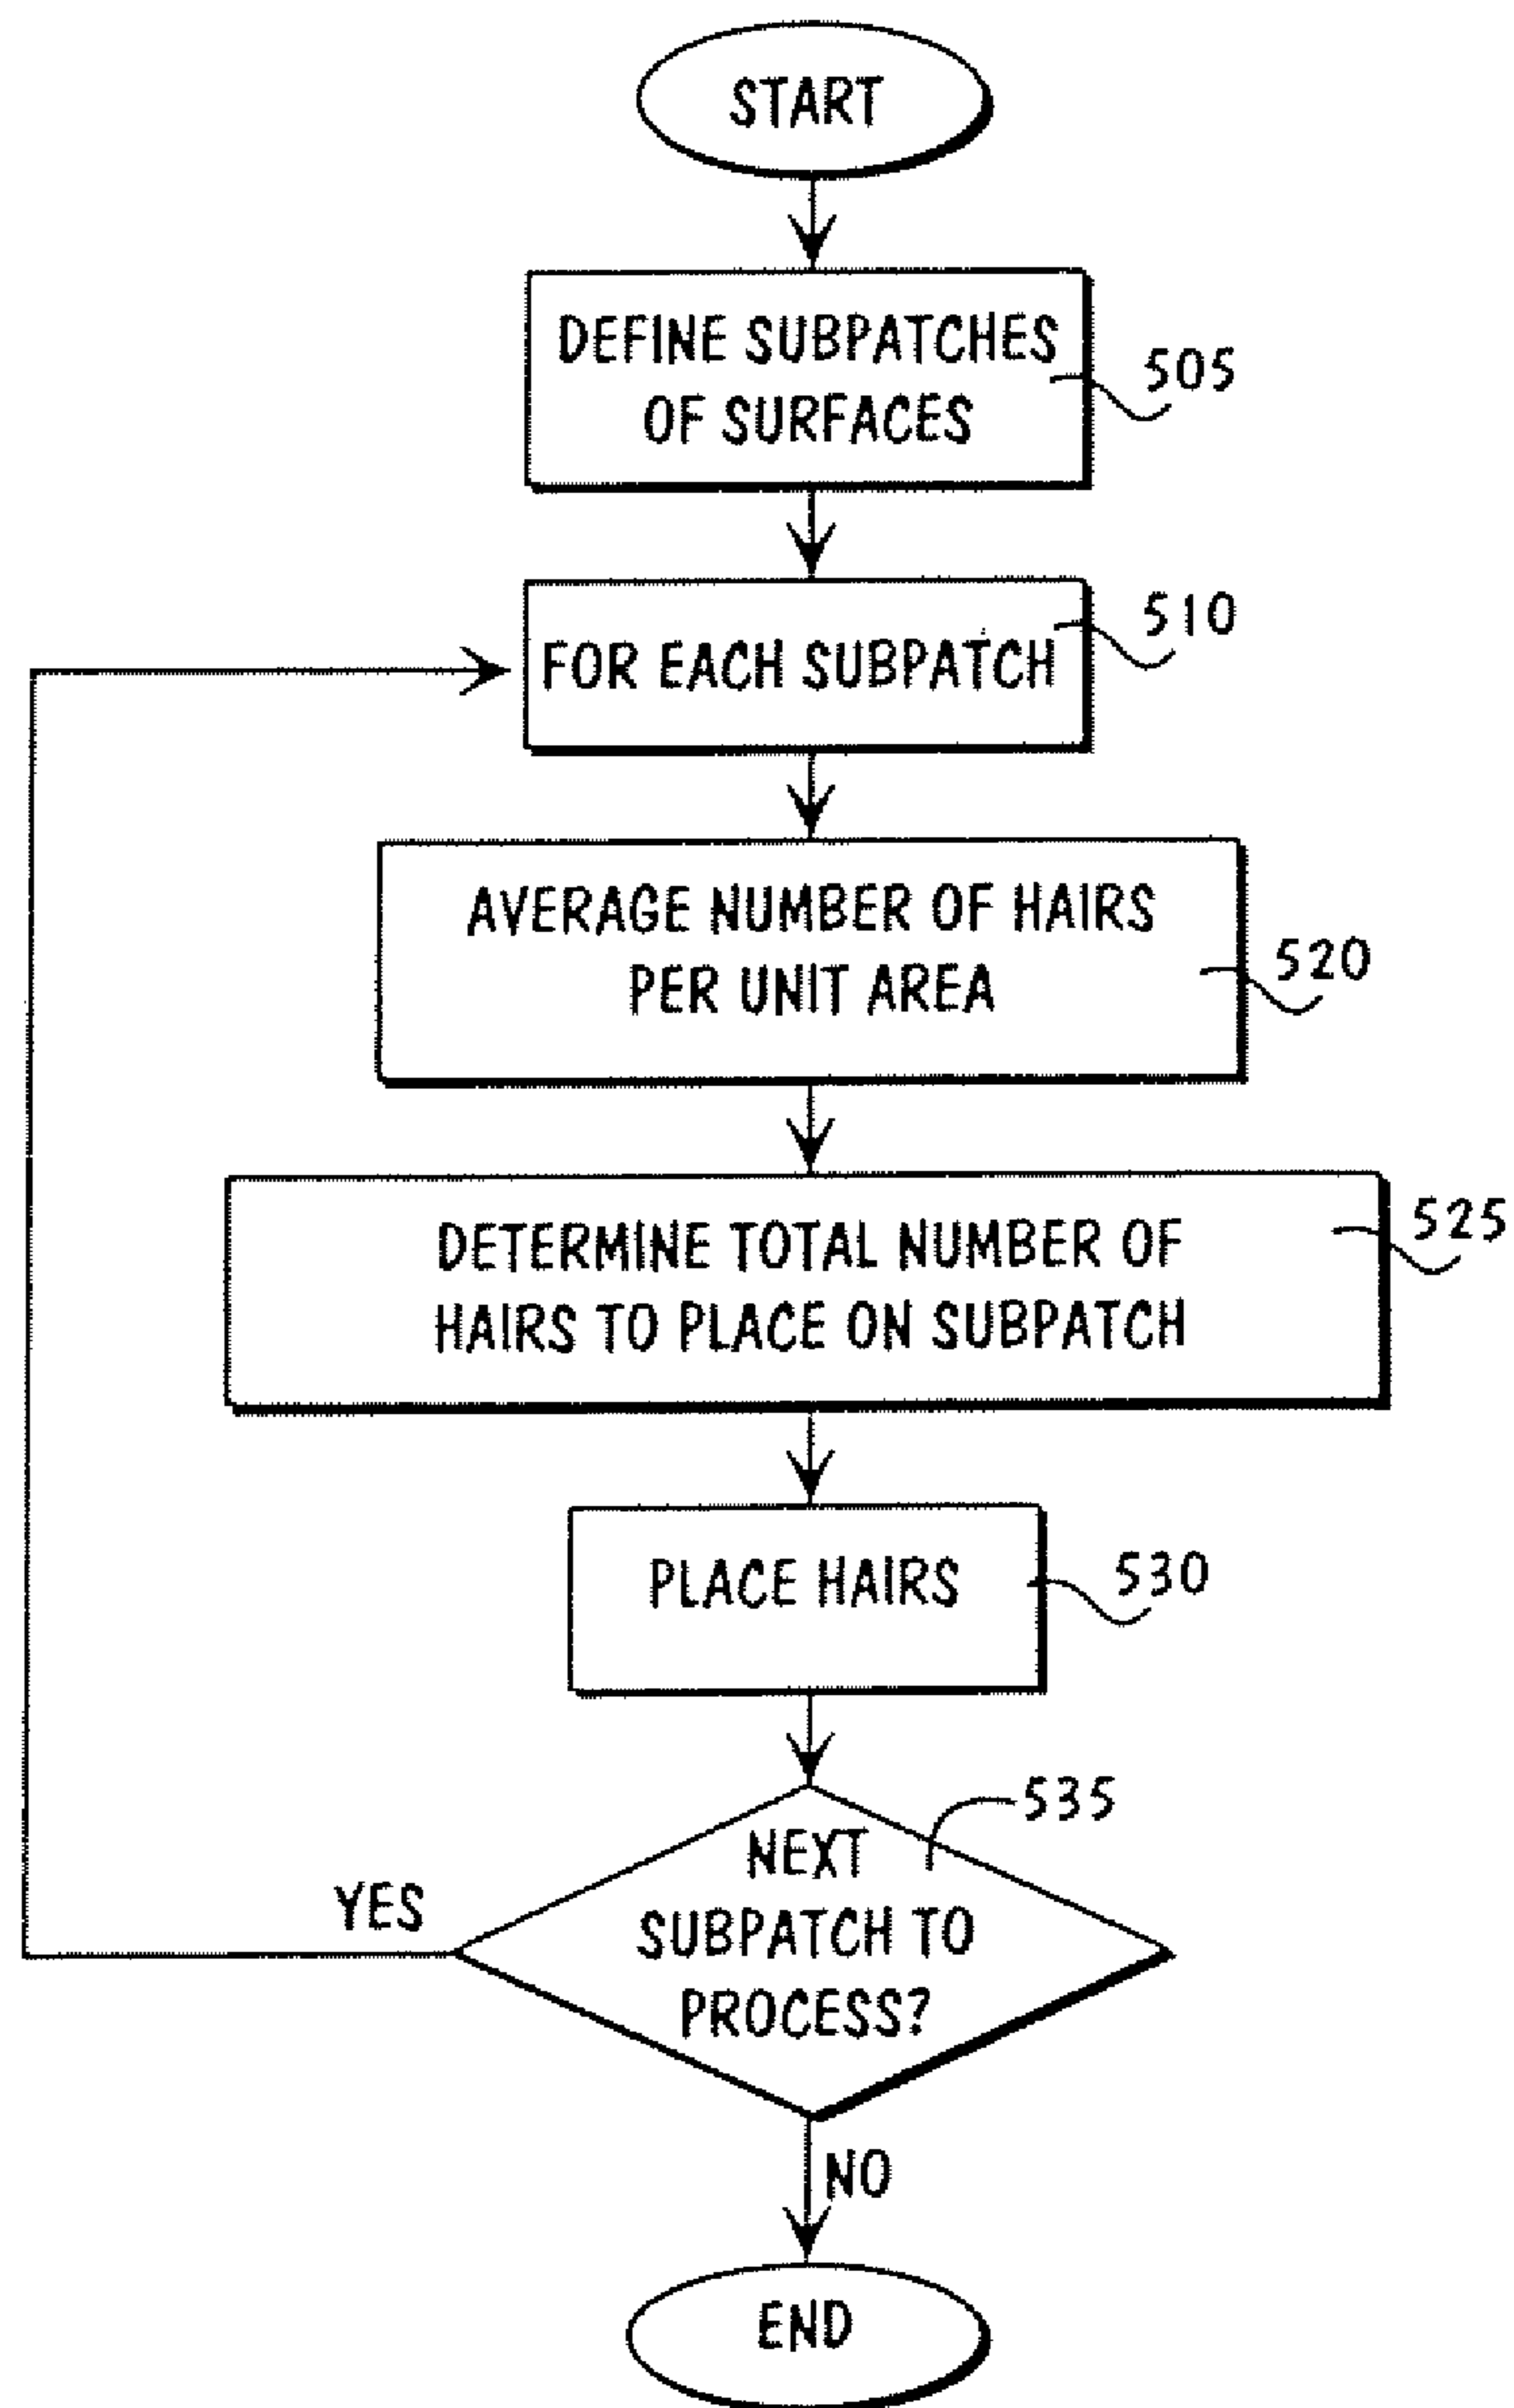 START
DEFINE SUBPATCHES
OF SURFACES
505
FOR EACH SUBPATCH
510
AVERAGE NUMBER OF HAIRS
PER UNIT AREA
520
DETERMINE TOTAL NUMBER OF
HAIRS TO PLACE ON SUBPATCH
525
PLACE HAIRS
530
NEXT
SUBPATCH TO
PROCESS?
535
YES
NO
END